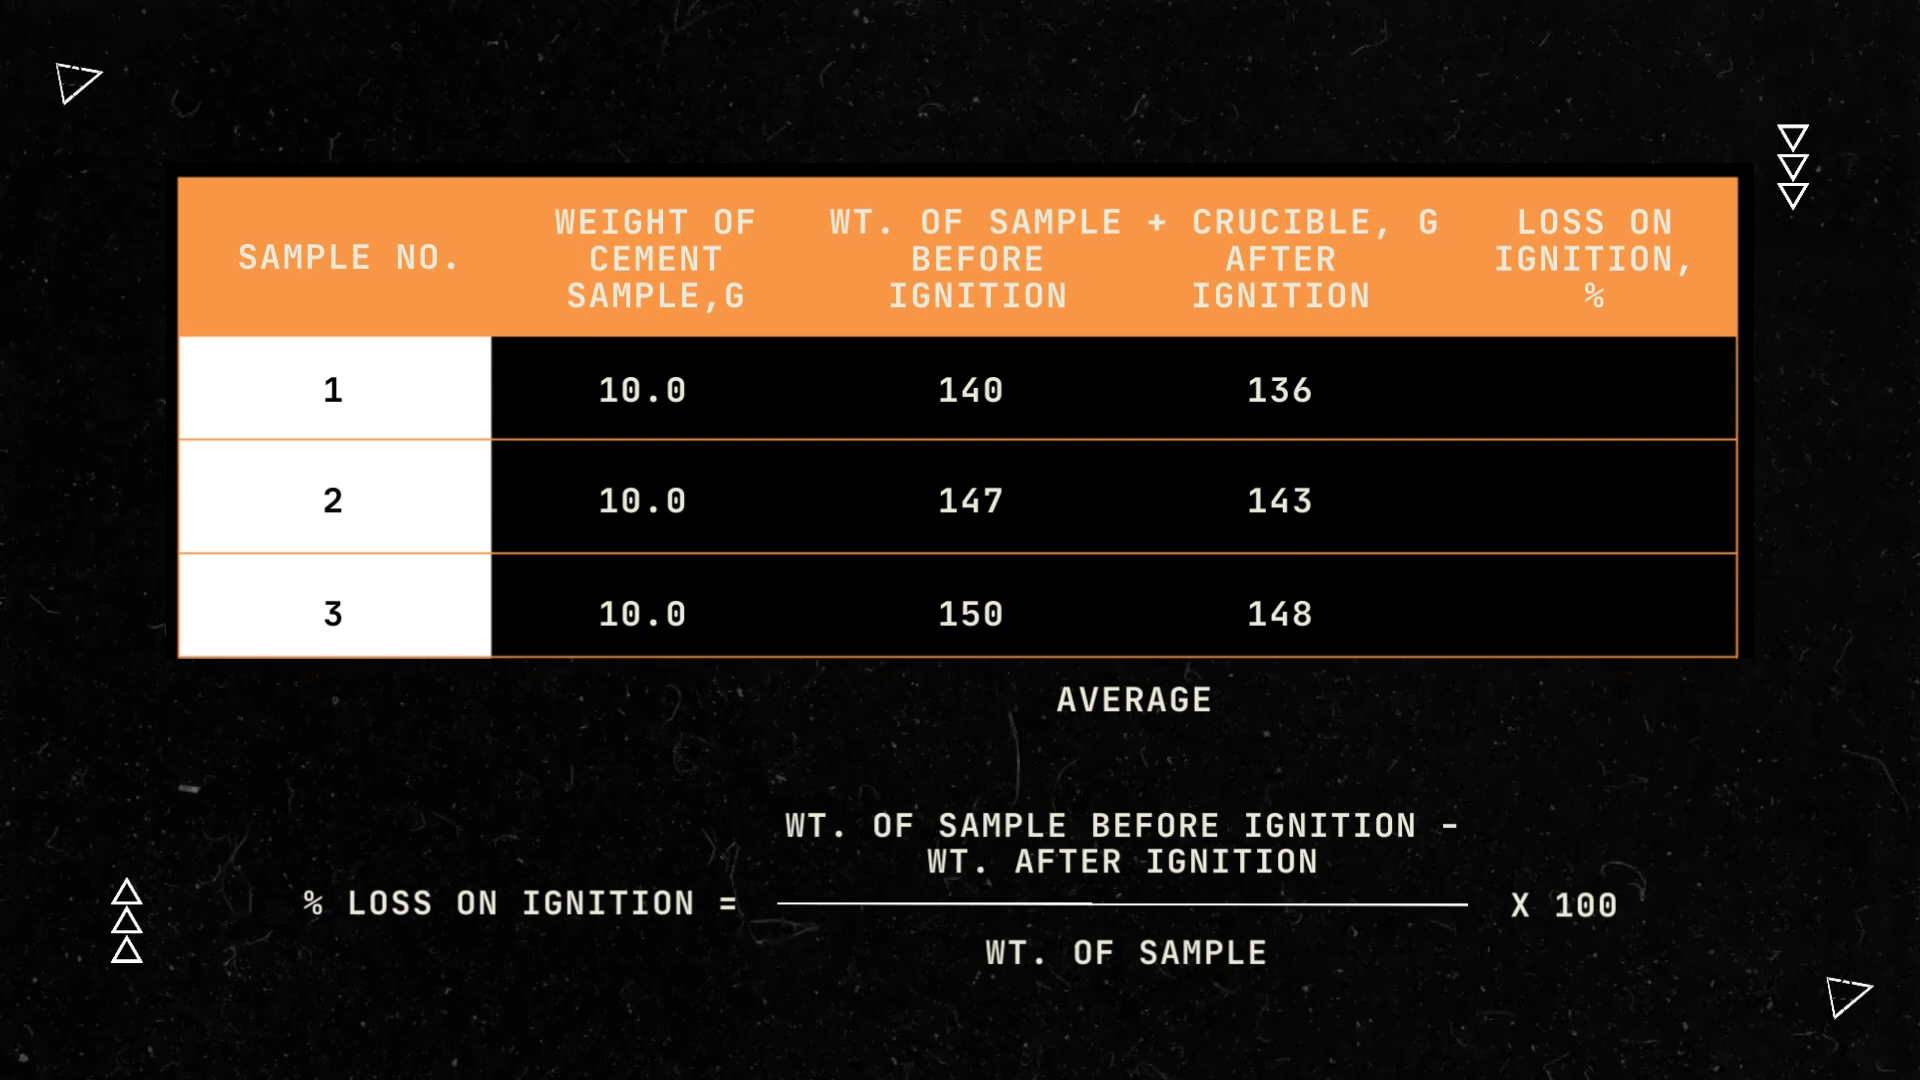 SAMPLE NO.
WEIGHT OF
CEMENT
SAMPLE,G
WT. OF SAMPLE + CRUCIBLE, G
BEFORE
IGNITION
AFTER
IGNITION
LOSS ON
IGNITION,
%
1 10.0 140 136
2 10.0 147 143
3 10.0 150 148
AVERAGE
% LOSS ON IGNITION =
WT. OF SAMPLE BEFORE IGNITION -
WT. AFTER IGNITION
WT. OF SAMPLE
X 100